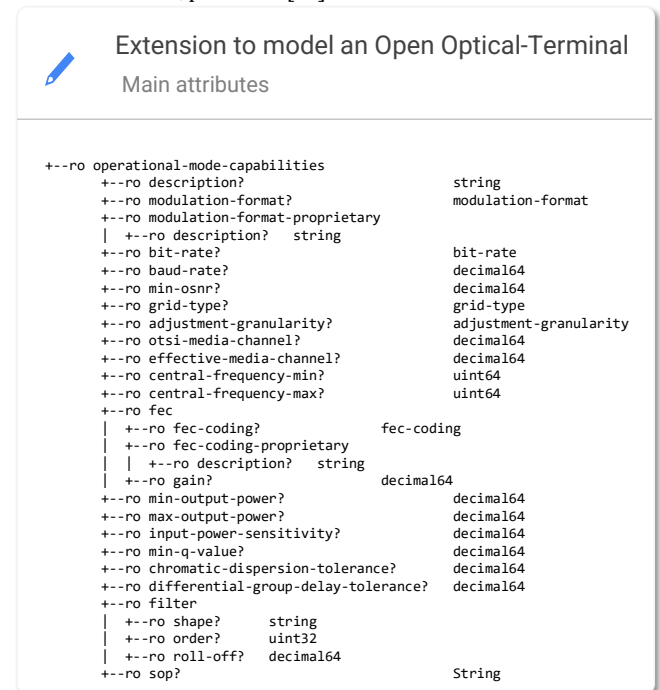 Extension to model an Open Optical-Terminal
Main attributes
+--ro operational-mode-capabilities
+--ro description? string
+--ro modulation-format? modulation-format
+--ro modulation-format-proprietary
| +--ro description? string
+--ro bit-rate? bit-rate
+--ro baud-rate? decimal64
+--ro min-osnr? decimal64
+--ro grid-type? grid-type
+--ro adjustment-granularity? adjustment-granularity
+--ro otsi-media-channel? decimal64
+--ro effective-media-channel? decimal64
+--ro central-frequency-min? uint64
+--ro central-frequency-max? uint64
+--ro fec
| +--ro fec-coding? fec-coding
| +--ro fec-coding-proprietary
| | +--ro description? string
| +--ro gain? decimal64
+--ro min-output-power? decimal64
+--ro max-output-power? decimal64
+--ro input-power-sensitivity? decimal64
+--ro min-q-value? decimal64
+--ro chromatic-dispersion-tolerance? decimal64
+--ro differential-group-delay-tolerance? decimal64
+--ro filter
| +--ro shape? string
| +--ro order? uint32
| +--ro roll-off? decimal64
+--ro sop? String